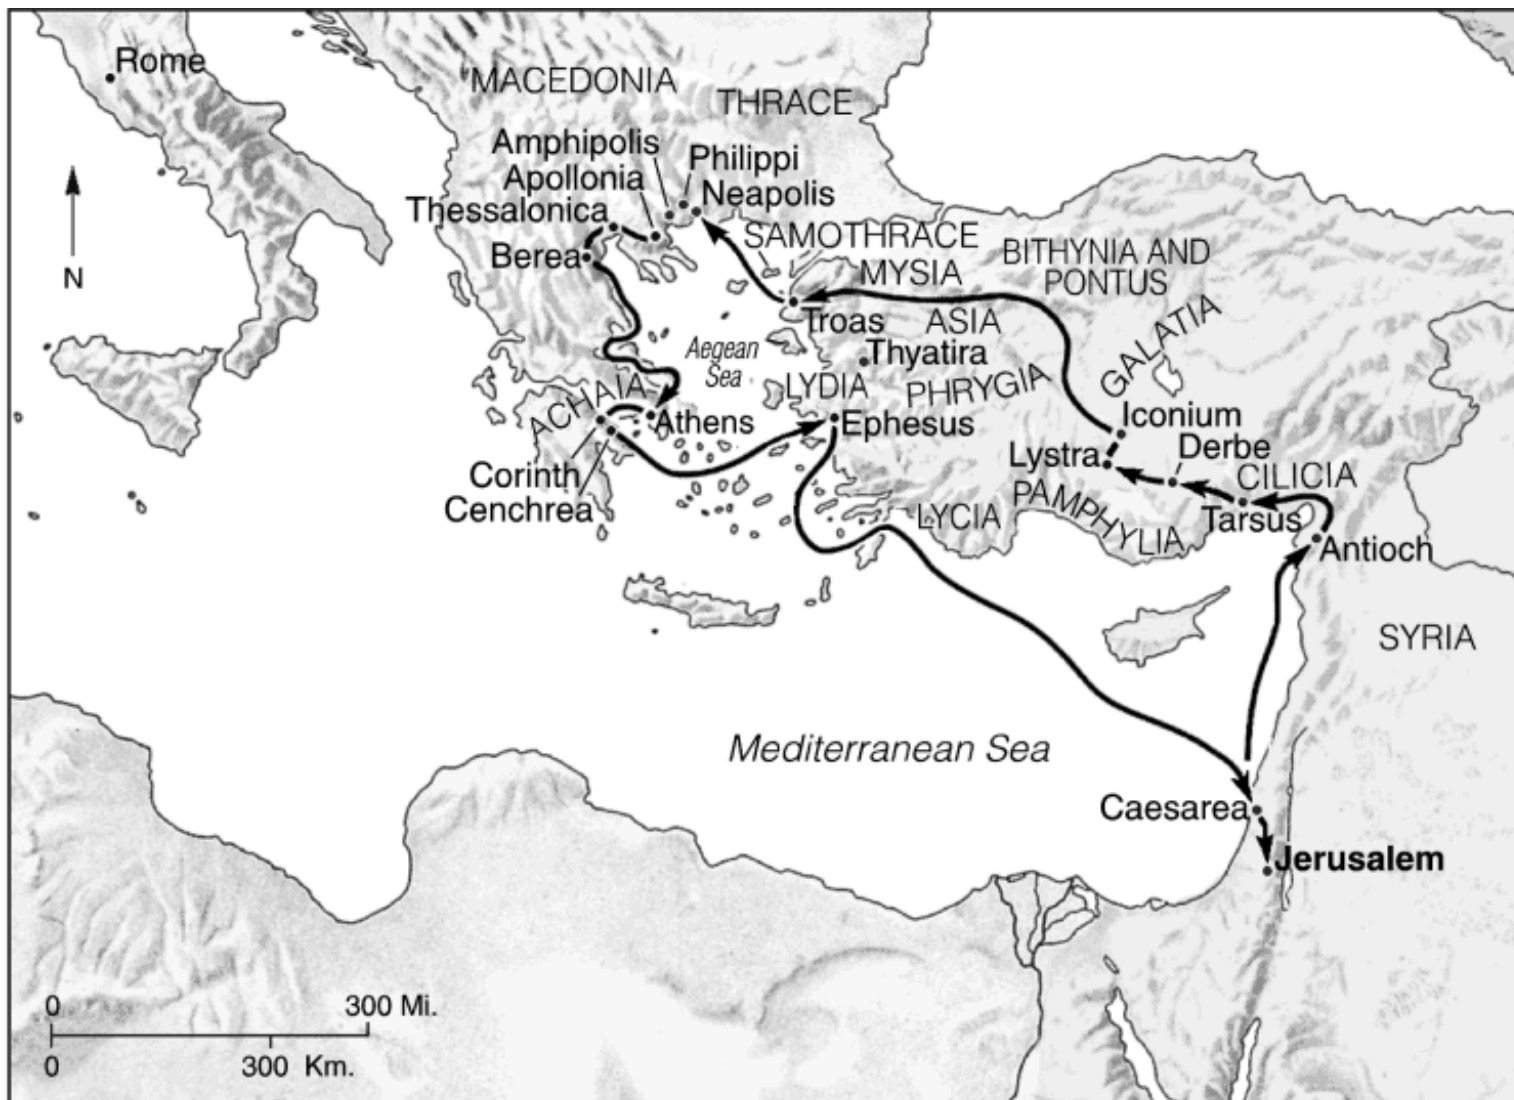 Rome
MACEDONIA
THRACE
Amphipolis
Philippi
Apollonia
Neapolis
Thessalonica
SAMOTHRACE
Berea
MYSIA
BITHYNIA AND
PONTUS
N
Troas
ASIA
GALATIA
Aegean
Sea
Thyatira
LYDIA
PHRYGIA
ACHAIA
Athens
Ephesus
Iconium
Derbe
Lystra
Corinth
CILICIA
Cenchrea
LYCIA
PAMPHYLIA
Tarsus
Antioch
SYRIA
Mediterranean Sea
Caesarea
Jerusalem
0 300 Mi.
0 300 Km.